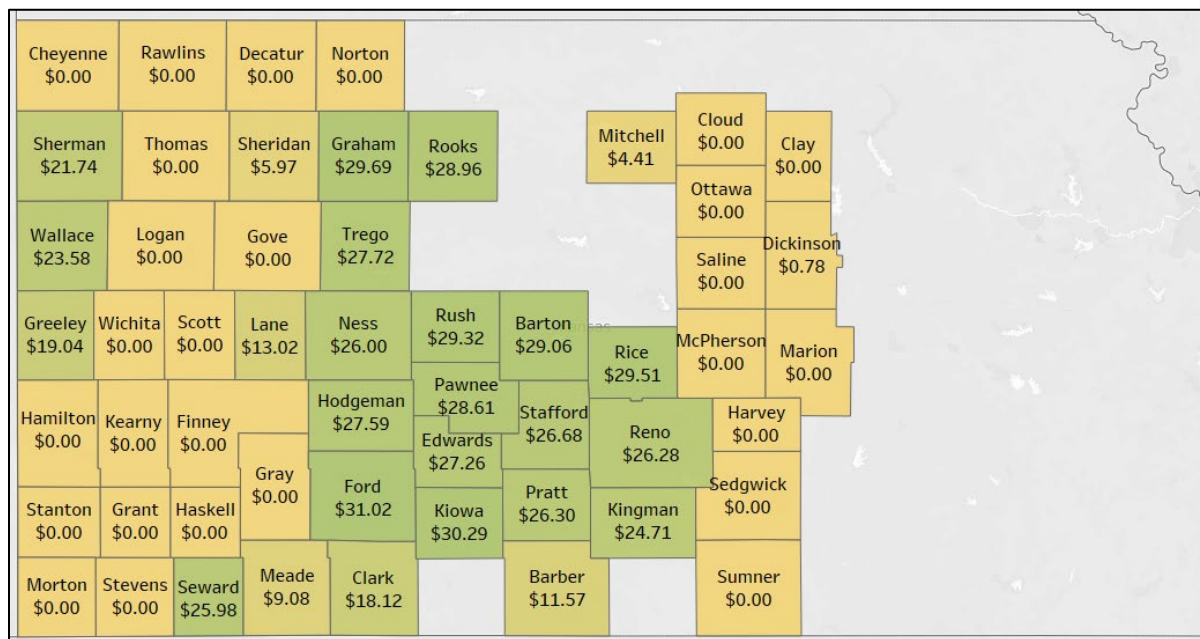 Cheyenne
$0.00
Rawlins
$0.00
Decatur
$0.00
Norton
$0.00
Sherman
$21.74
Thomas
$0.00
Sheridan
$5.97
Graham
$29.69
Rooks
$28.96
Mitchell
$4.41
Cloud
$0.00
Clay
$0.00
Ottawa
$0.00
Wallace
$23.58
Logan
$0.00
Gove
$0.00
Trego
$27.72
Saline
$0.00
Dickinson
$0.78
Greeley
$19.04
Wichita
$0.00
Scott
$0.00
Lane
$13.02
Ness
$26.00
Rush
$29.32
Barton
$29.06
Rice
$29.51
McPherson
$0.00
Marion
$0.00
Hamilton
$0.00
Kearny
$0.00
Finney
$0.00
Hodgeman
$27.59
Pawnee
$28.61
Edwards
$27.26
Stafford
$26.68
Reno
$26.28
Harvey
$0.00
Gray
$0.00
Stanton
$0.00
Grant
$0.00
Haskell
$0.00
Ford
$31.02
Kiowa
$30.29
Pratt
$26.30
Kingman
$24.71
Sedgwick
$0.00
Morton
$0.00
Stevens
$0.00
Seward
$25.98
Meade
$9.08
Clark
$18.12
Barber
$11.57
Sumner
$0.00